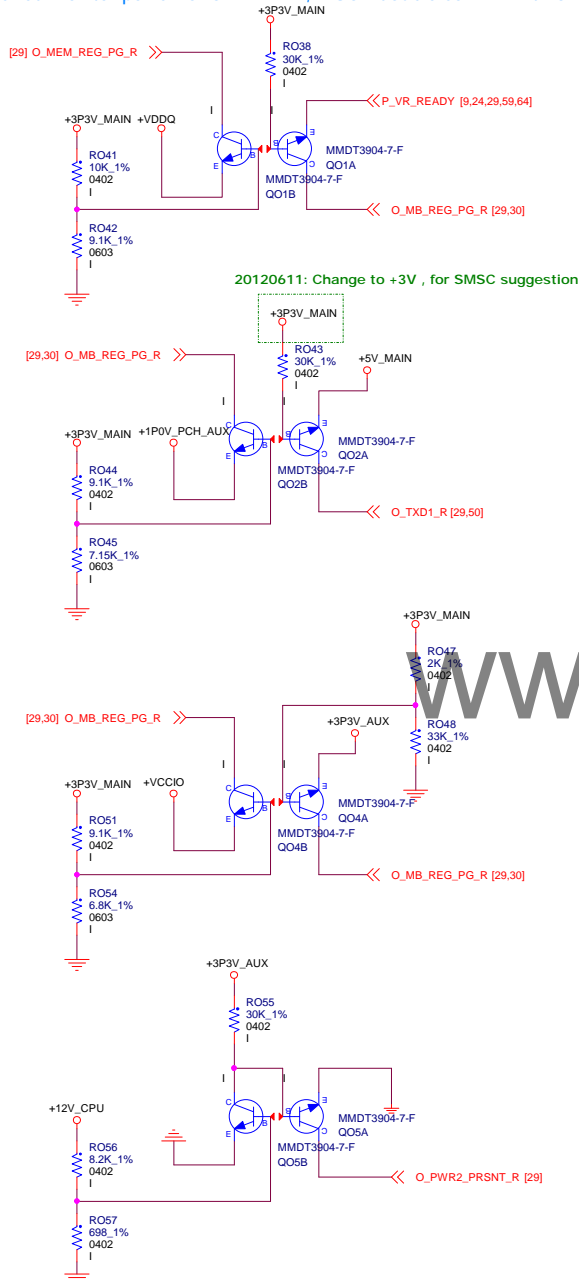 +3P3V_MAIN
[29] O_MEM_REG_PG_R
RO38
30K_1%
0402
I
I
P_VR_READY [9,24,29,59,64]
+3P3V_MAIN
+VDDQ
RO41
10K_1%
0402
I
C
B
E
B
E
C
MMDT3904-7-F
QO1A
MMDT3904-7-F
QO1B
RO42
9.1K_1%
0603
I
O_MB_REG_PG_R [29,30]
20120611: Change to +3V , for SMSC suggestion
+3P3V_MAIN
[29,30] O_MB_REG_PG_R
RO43
30K_1%
0402
I
I
+5V_MAIN
+3P3V_MAIN
+1P0V_PCH_AUX
RO44
9.1K_1%
0402
I
C
B
E
B
E
C
MMDT3904-7-F
QO2A
MMDT3904-7-F
QO2B
O_TXD1_R [29,50]
RO45
7.15K_1%
0603
I
+3P3V_MAIN
RO47
2K_1%
0402
I
WW
[29,30] O_MB_REG_PG_R
+3P3V_AUX
RO48
33K_1%
0402
I
I
I
+3P3V_MAIN
+VCCIO
RO51
9.1K_1%
0402
I
C
B
E
B
E
C
MMDT3904-7-F
QO4A
MMDT3904-7-F
QO4B
O_MB_REG_PG_R [29,30]
RO54
6.8K_1%
0603
I
+3P3V_AUX
RO55
30K_1%
0402
I
I
I
+12V_CPU
C
B
E
B
E
C
MMDT3904-7-F
QO5A
MMDT3904-7-F
QO5B
RO56
8.2K_1%
0402
I
O_PWR2_PRSNT_R [29]
RO57
698_1%
0402
I